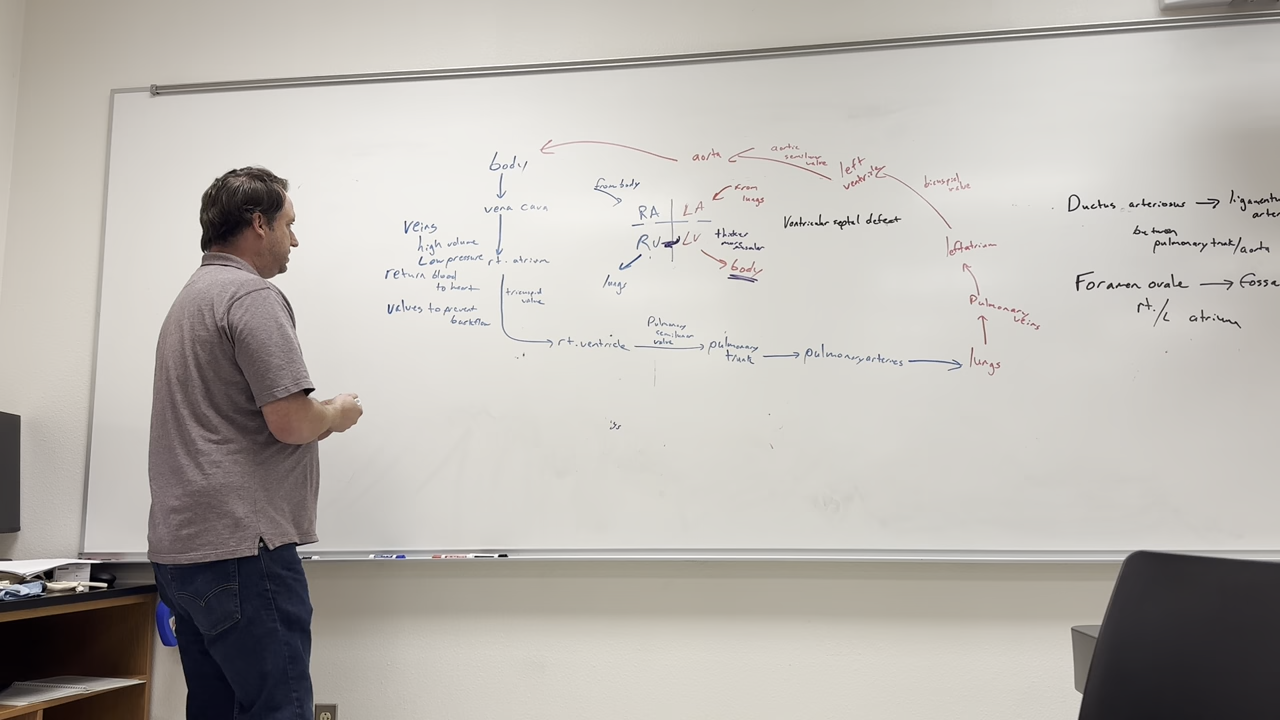 body
vena cava
Veins
high volume
Low pressure
return blood
to heart
valves to prevent
backflow
rt. atrium
tricuspid
valve
rt. ventricle
Pulmonary
semilunar
valve
pulmonary
trunk
pulmonary arteries
lungs
Pulmonary
veins
left atrium
bicuspid
valve
left
ventricle
aortic
semilunar
valve
aorta
from body
from
lungs
RA LA
RV LV
thicker
more
muscular
lungs
body
Ventricular septal defect
Ductus arteriosus → ligamentu
arter
between
pulmonary trunk/aorta
Foramen ovale → Fossa
rt./L atrium